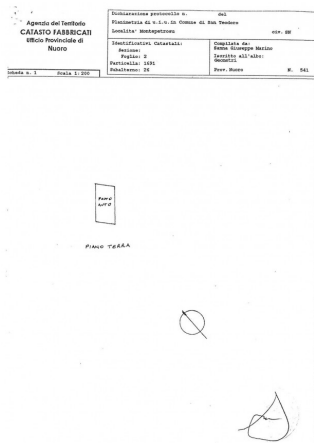 Agenzia del Territorio
CATASTO FABBRICATI
Ufficio Provinciale di
Nuoro
Dichiarazione protocollo n. del
Planimetria di u.i.u. in Comune di San Teodoro
Localita' Montepetrosu civ. SN
Identificativi Catastali:
Sezione:
Foglio: 2
Particella: 1691
Subalterno: 26
Compilata da:
Sanna Giuseppe Marino
Iscritto all'albo:
Geometri
Prov. Nuoro N. 541
Scheda n. 1 Scala 1:200
POSTO
AUTO
PIANO TERRA